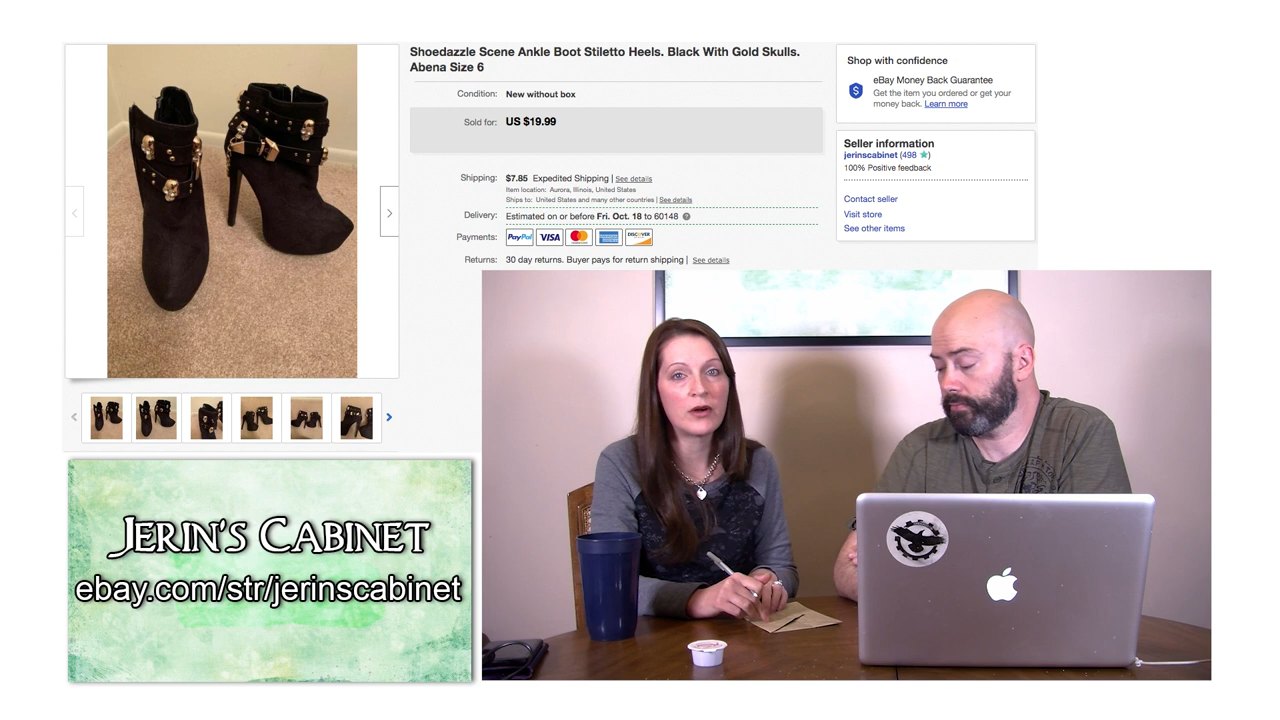 Shoedazzle Scene Ankle Boot Stiletto Heels. Black With Gold Skulls.
Abena Size 6
Condition: New without box
Sold for: US $19.99
Shipping: $7.85 Expedited Shipping | See details
Item location: Aurora, Illinois, United States
Ships to: United States and many other countries | See details
Delivery: Estimated on or before Fri. Oct. 18 to 60148
Payments: PayPal VISA MasterCard DISCOVER
Returns: 30 day returns. Buyer pays for return shipping | See details
Shop with confidence
eBay Money Back Guarantee
Get the item you ordered or get your
money back. Learn more
Seller information
jerinscabinet (498)
100% Positive feedback
Contact seller
Visit store
See other items
Jerin's Cabinet
ebay.com/str/jerinscabinet